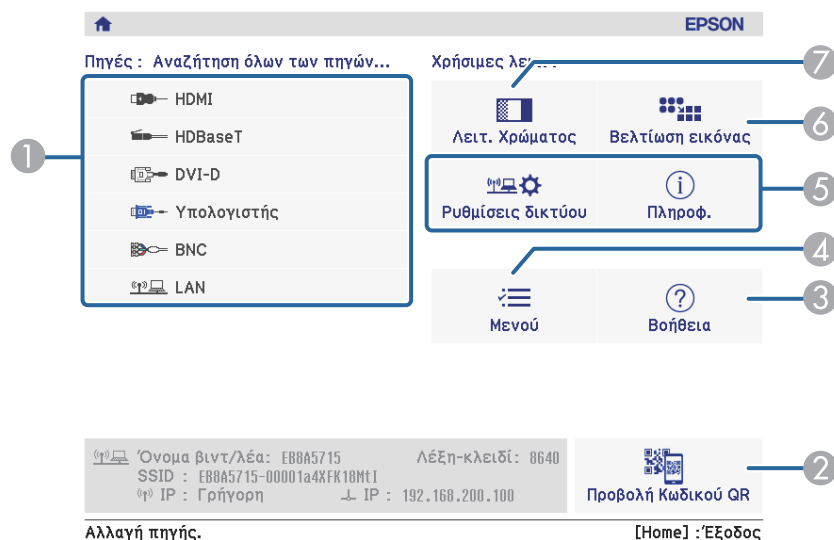 EPSON
Πηγές : Αναζήτηση όλων των πηγών...
Χρήσιμες
HDMI
HDBaseT
DVI-D
Υπολογιστής
BNC
LAN
Λειτ. Χρώματος
Βελτίωση εικόνας
Ρυθμίσεις δικτύου
Πληροφ.
Μενού
Βοήθεια
1
7
6
5
4
3
2
Όνομα βιντ/λέα: EB8A5715 Λέξη-κλειδί: 8640
SSID : EB8A5715-00001a4XFK18MtI
IP : Γρήγορη IP : 192.168.200.100
Προβολή Κωδικού QR
Αλλαγή πηγής.
[Home] :Έξοδος